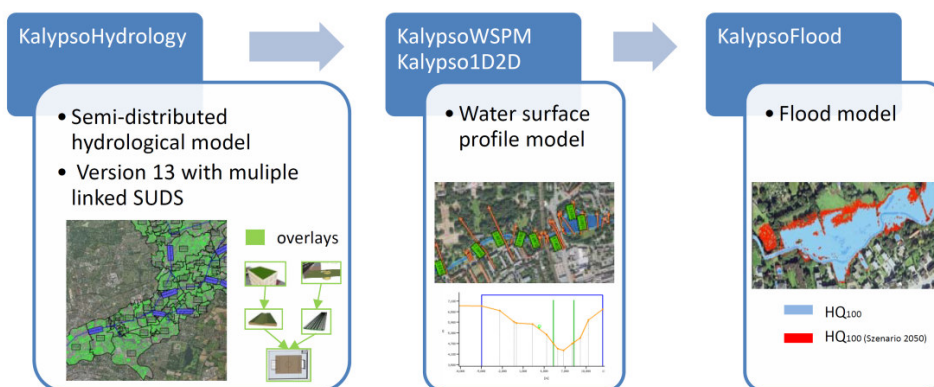 KalypsoHydrology
• Semi-distributed
hydrological model
• Version 13 with muliple
linked SUDS
overlays
KalypsoWSPM
Kalypso1D2D
• Water surface
profile model
KalypsoFlood
• Flood model
HQ100
HQ100 (Szenario 2050)